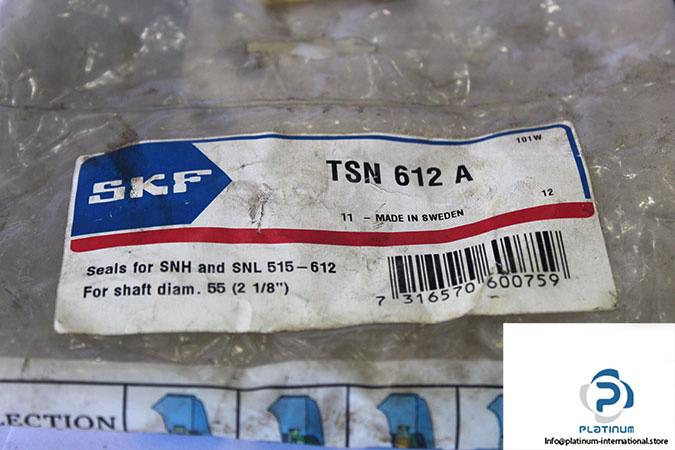 101W
SKF
TSN 612 A
11 - MADE IN SWEDEN
12
Seals for SNH and SNL 515-612
For shaft diam. 55 (2 1/8")
7 316570 600759
LECTION
PLATINUM
Info@platinum-international.store